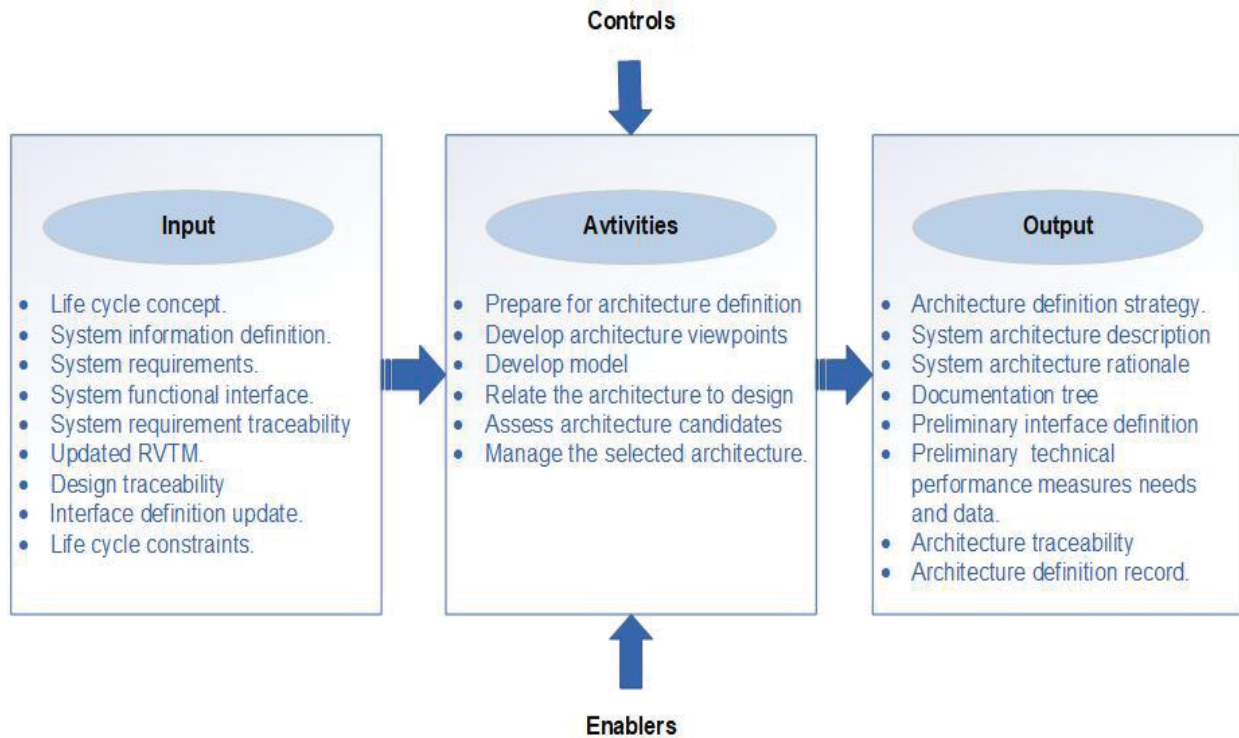 Controls
Input
• Life cycle concept.
• System information definition.
• System requirements.
• System functional interface.
• System requirement traceability
• Updated RVTM.
• Design traceability
• Interface definition update.
• Life cycle constraints.
Avtivities
• Prepare for architecture definition
• Develop architecture viewpoints
• Develop model
• Relate the architecture to design
• Assess architecture candidates
• Manage the selected architecture.
Output
• Architecture definition strategy.
• System architecture description
• System architecture rationale
• Documentation tree
• Preliminary interface definition
• Preliminary technical
performance measures needs
and data.
• Architecture traceability
• Architecture definition record.
Enablers